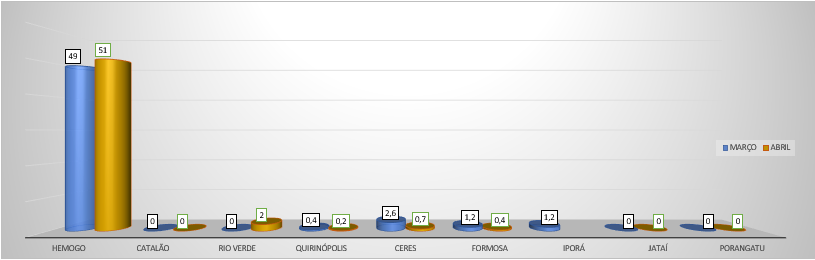 49 51
0 0 0 2 0,4 0,2 2,6 0,7 1,2 0,4 1,2 0 0 0 0
MARÇO ABRIL
HEMOGO CATALÃO RIO VERDE QUIRINÓPOLIS CERES FORMOSA IPORÁ JATAÍ PORANGATU